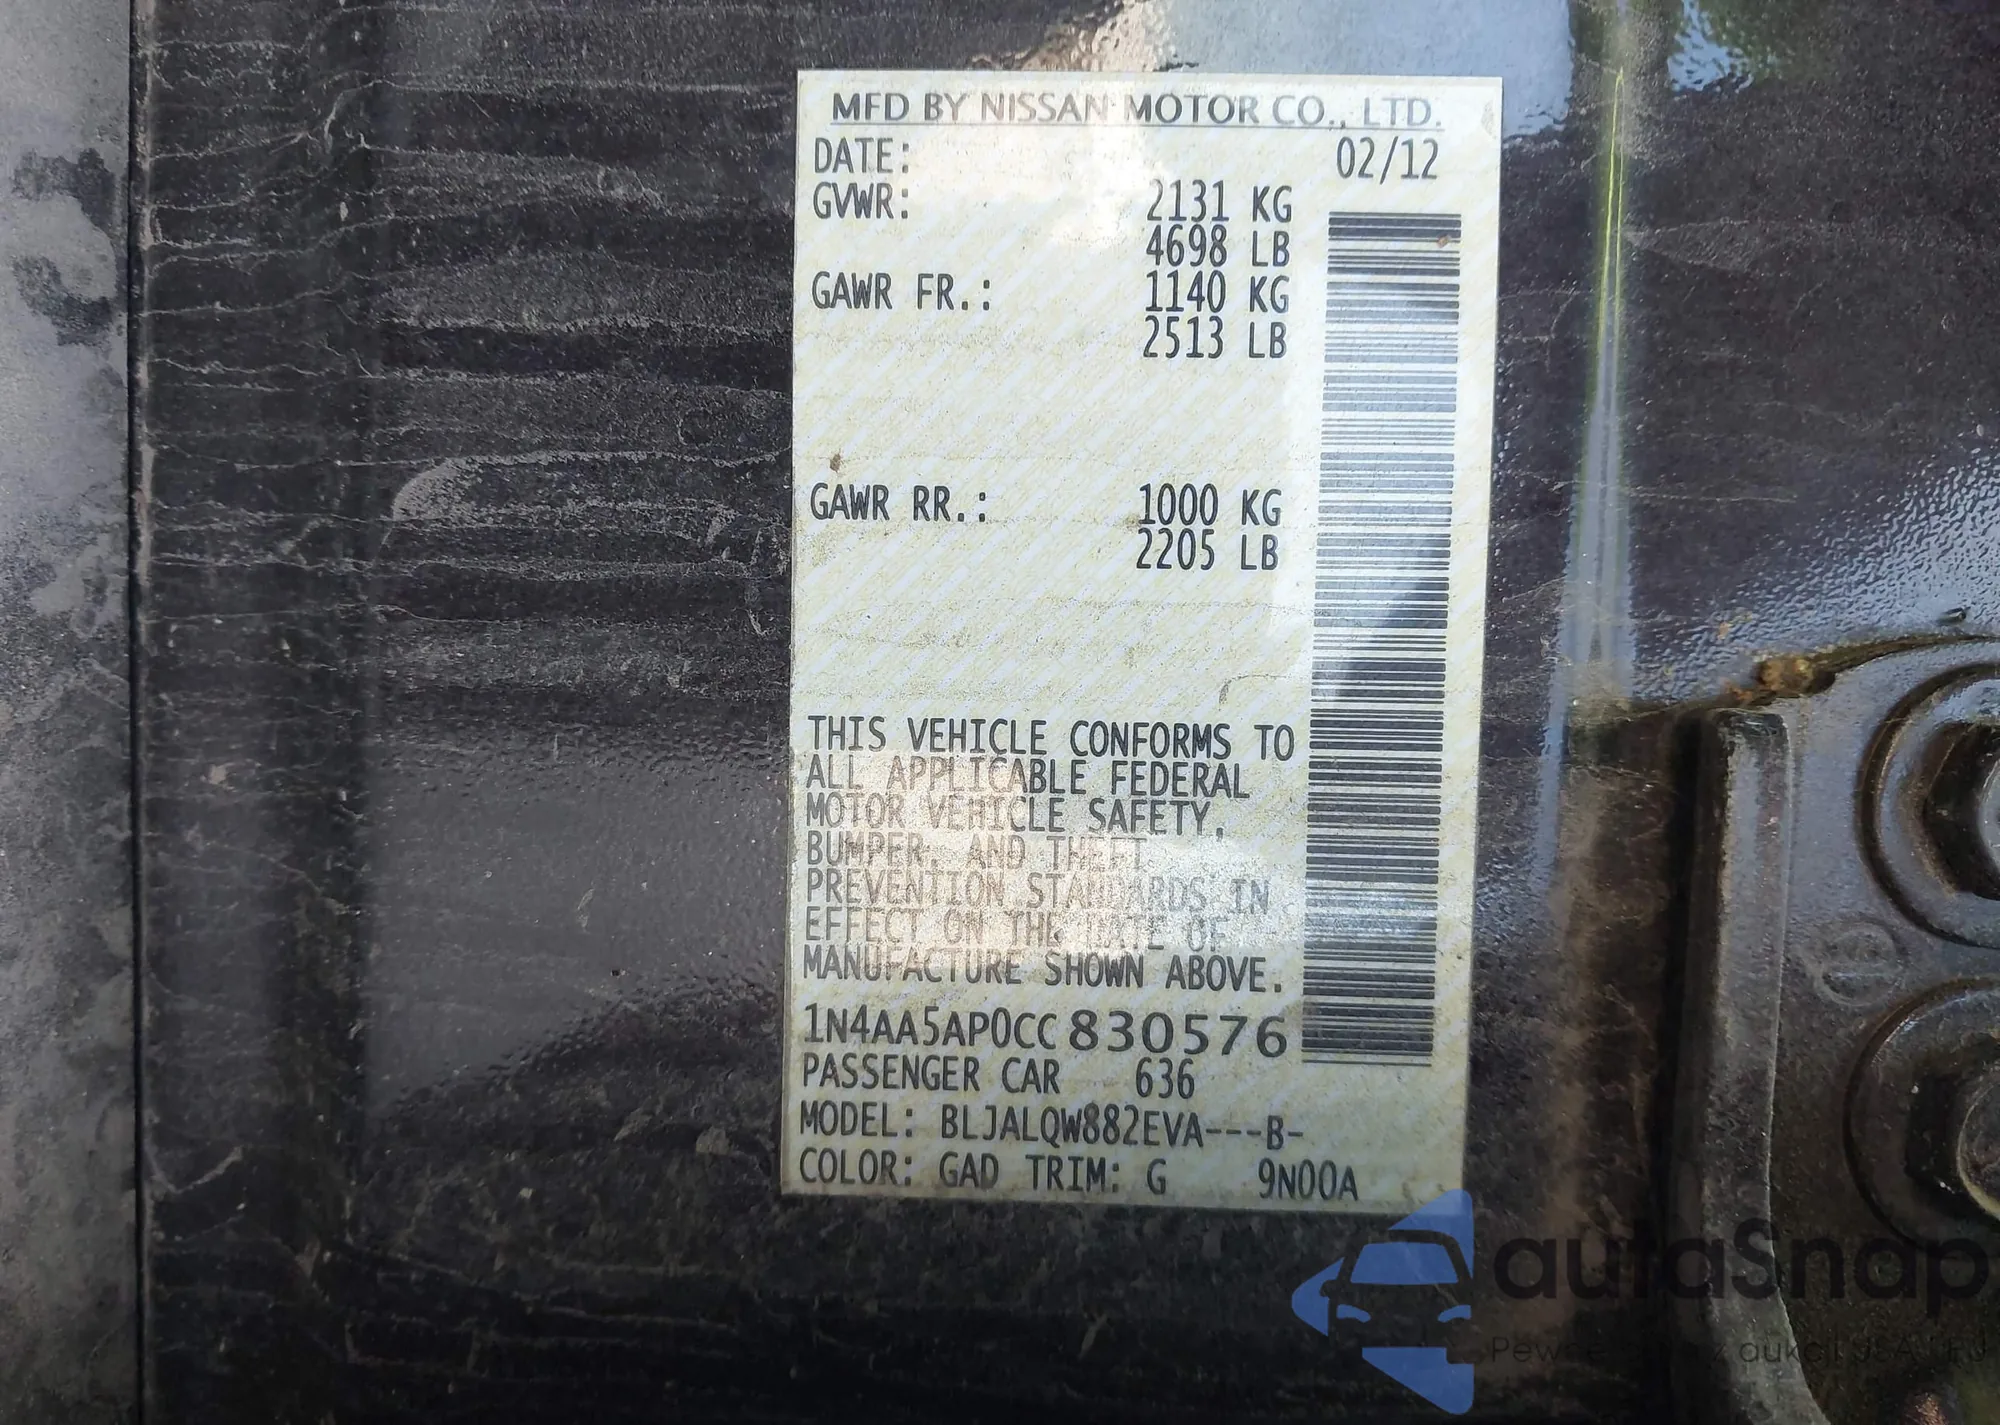 MFD BY NISSAN MOTOR CO., LTD.
DATE: 02/12
GVWR: 2131 KG
4698 LB
GAWR FR.: 1140 KG
2513 LB
GAWR RR.: 1000 KG
2205 LB
THIS VEHICLE CONFORMS TO
ALL APPLICABLE FEDERAL
MOTOR VEHICLE SAFETY,
BUMPER, AND THEFT
PREVENTION STANDARDS IN
EFFECT ON THE DATE OF
MANUFACTURE SHOWN ABOVE.
1N4AA5AP0CC830576
PASSENGER CAR 636
MODEL: BLJALQW882EVA---B-
COLOR: GAD TRIM: G 9N00A
autaSnap
z aukcji USA